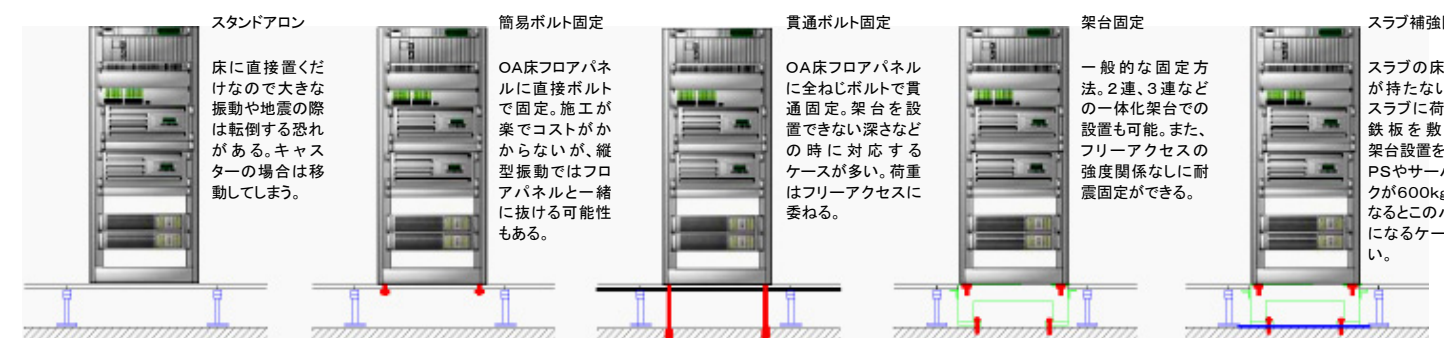 スタンドアロン
床に直接置くだ
けなので大きな
振動や地震の際
は転倒する恐れ
がある。キャス
ターの場合は移
動してしまう。
簡易ボルト固定
OA床フロアパネ
ルに直接ボルト
で固定。施工が
楽でコストがか
からないが、縦
型振動ではフロ
アパネルと一緒
に抜ける可能性
もある。
貫通ボルト固定
OA床フロアパネル
に全ねじボルトで貫
通固定。架台を設
置できない深さなど
の時に対応する
ケースが多い。荷重
はフリーアクセスに
委ねる。
架台固定
一般的な固定方
法。2連、3連など
の一体化架台での
設置も可能。また、
フリーアクセスの
強度関係なしに耐
震固定ができる。
スラブ補強
スラブの床
が持たない
スラブに荷
鉄板を敷
架台設置を
PSやサーバ
クが600kg
なるとこの
になるケー
い。